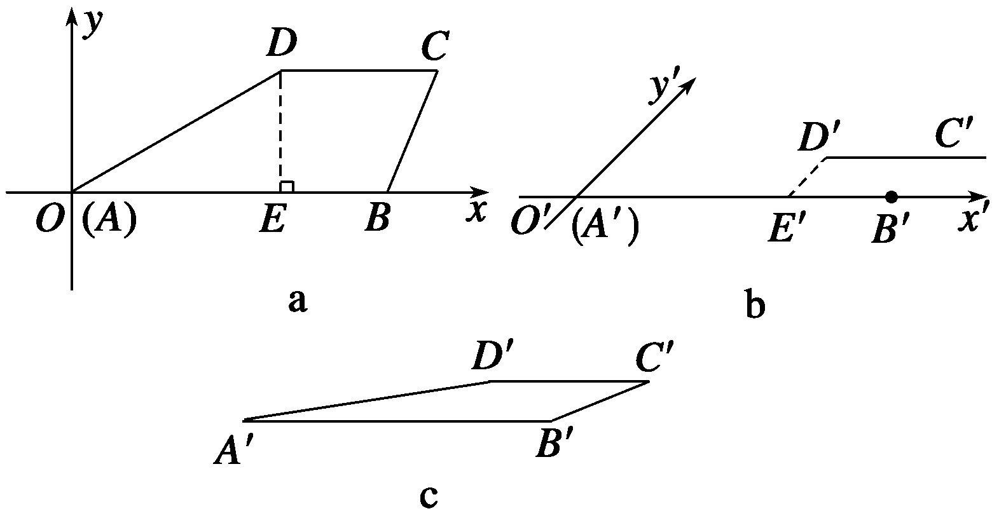 y
D C
O (A) E B x
a
y′
D′ C′
O′ (A′) E′ B′ x′
b
D′ C′
A′ B′
c